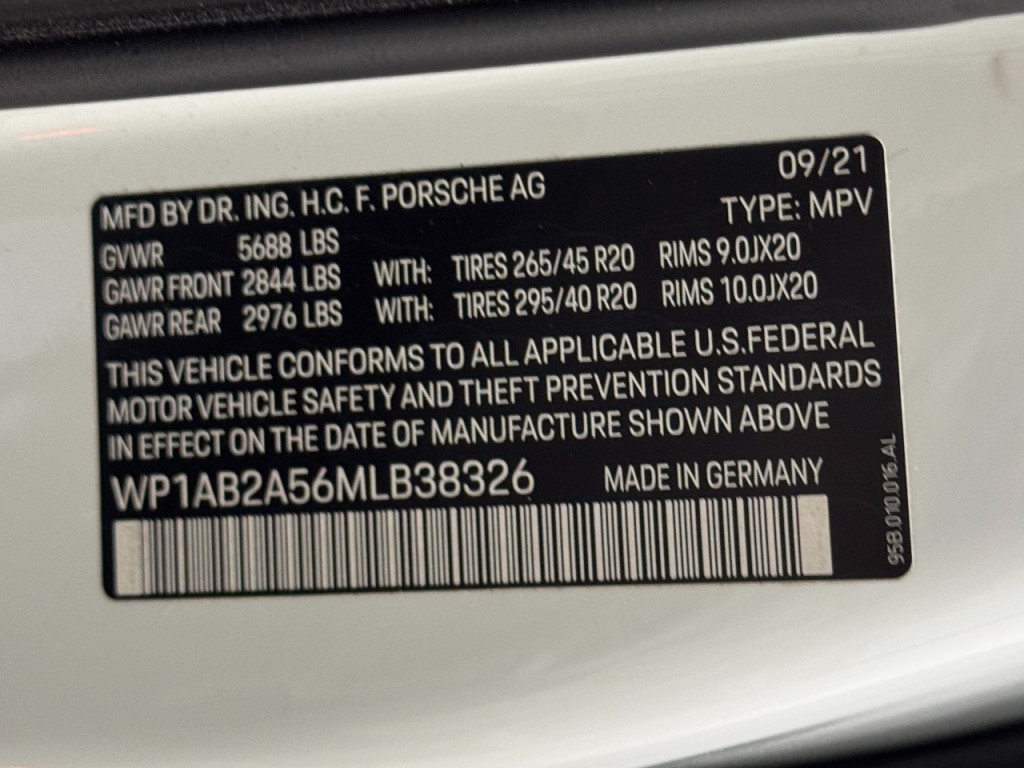 09/21
MFD BY DR. ING. H.C. F. PORSCHE AG
TYPE: MPV
GVWR 5688 LBS
GAWR FRONT 2844 LBS WITH: TIRES 265/45 R20 RIMS 9.0JX20
GAWR REAR 2976 LBS WITH: TIRES 295/40 R20 RIMS 10.0JX20
THIS VEHICLE CONFORMS TO ALL APPLICABLE U.S.FEDERAL
MOTOR VEHICLE SAFETY AND THEFT PREVENTION STANDARDS
IN EFFECT ON THE DATE OF MANUFACTURE SHOWN ABOVE
WP1AB2A56MLB38326 MADE IN GERMANY
95B.010.016.AL